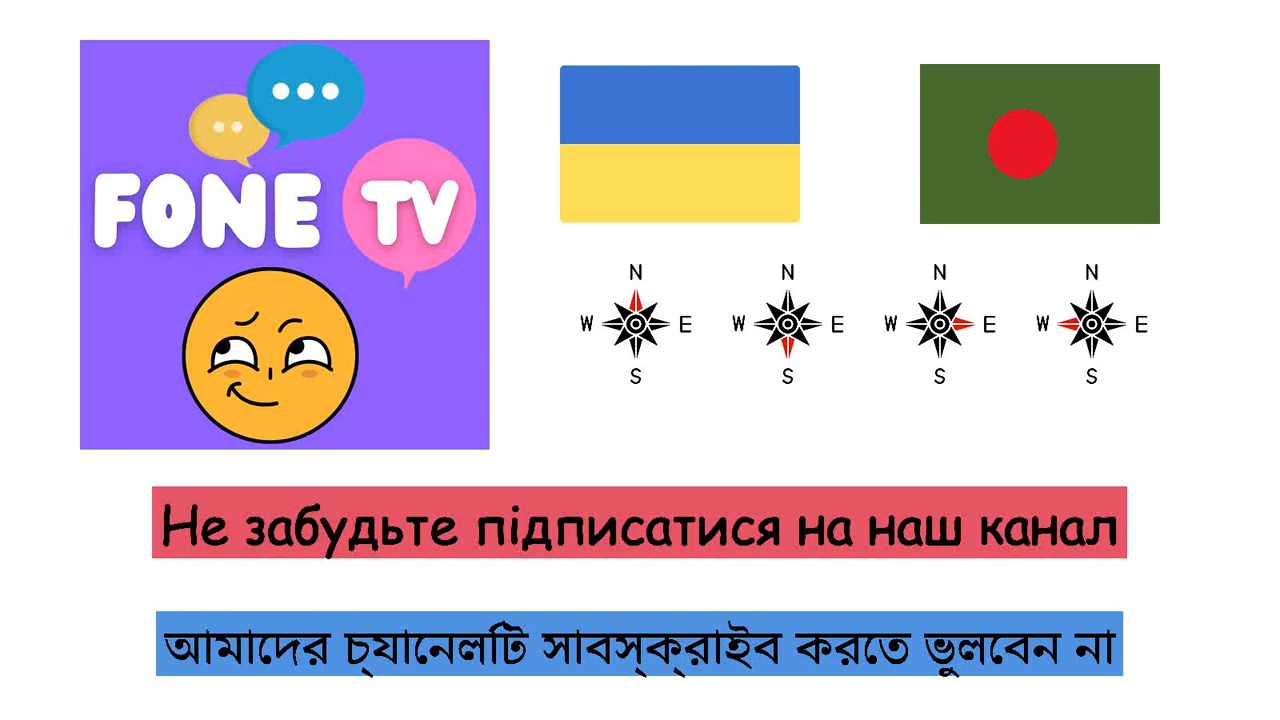 FONE TV
N N N N
W E W E W E W E
S S S S
Не забудьте підписатися на наш канал
আমাদের চ্যানেলটি সাবস্ক্রাইব করতে ভুলবেন না